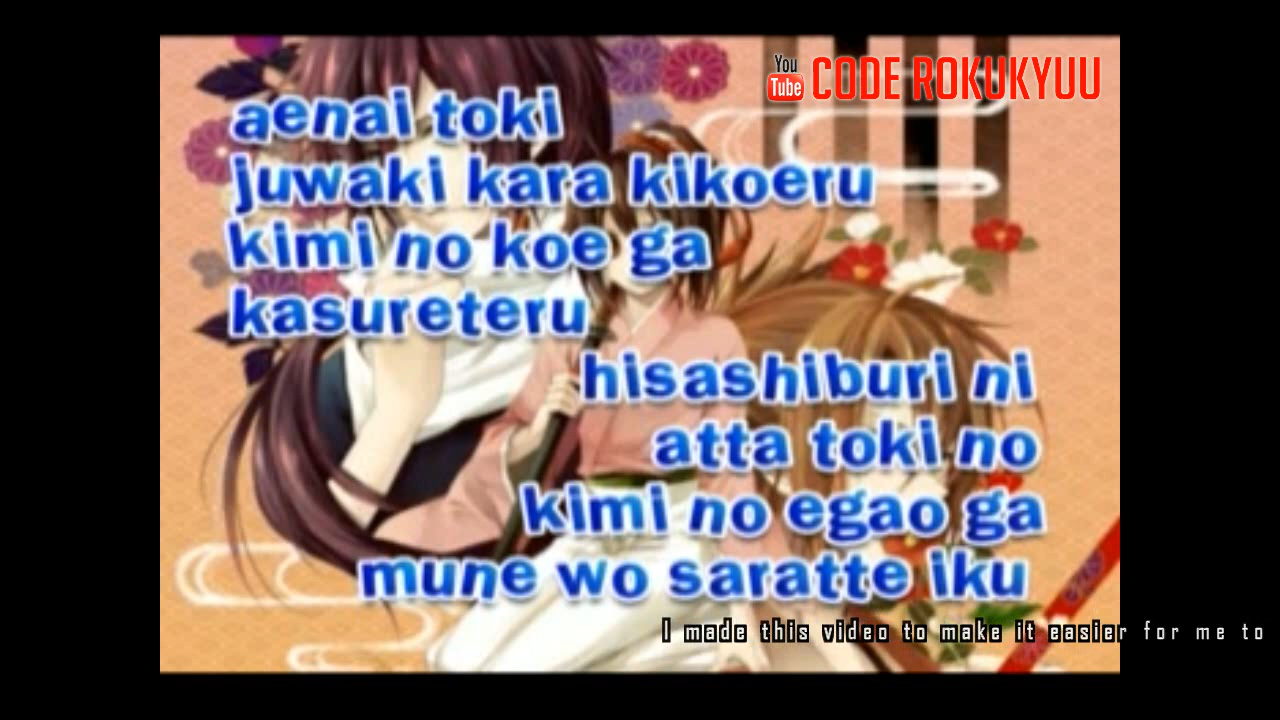 You Tube CODE ROKUKYUU
aenai toki
juwaki kara kikoeru
kimi no koe ga
kasureteru
hisashiburi ni
atta toki no
kimi no egao ga
mune wo saratte iku
I made this video to make it easier for me to